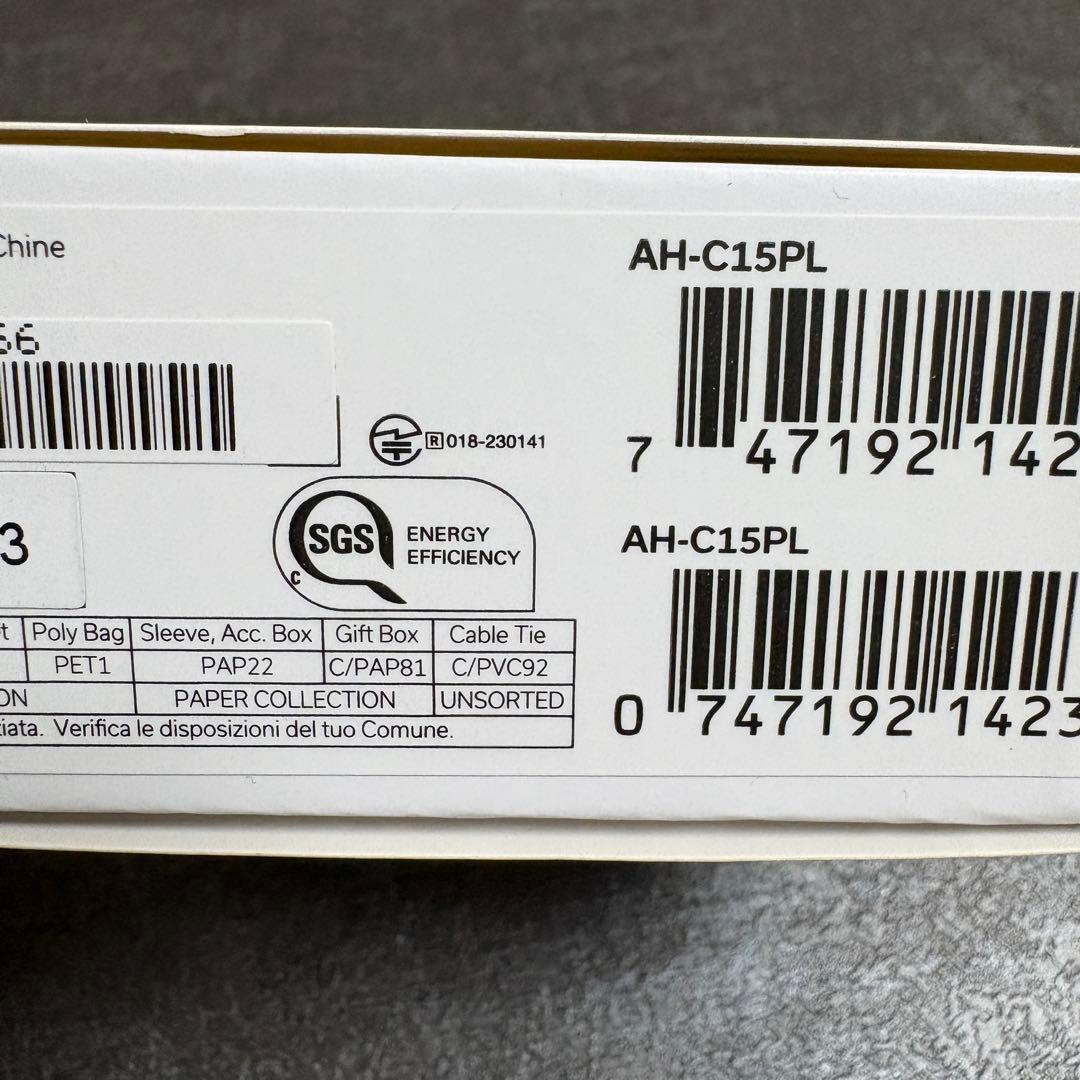 Chine
AH-C15PL
66
7 47192 142
R 018-230141
3
SGS
C
ENERGY
EFFICIENCY
AH-C15PL
0 747192 1423
t Poly Bag Sleeve, Acc. Box Gift Box Cable Tie
PET1 PAP22 C/PAP81 C/PVC92
ON PAPER COLLECTION UNSORTED
iata. Verifica le disposizioni del tuo Comune.